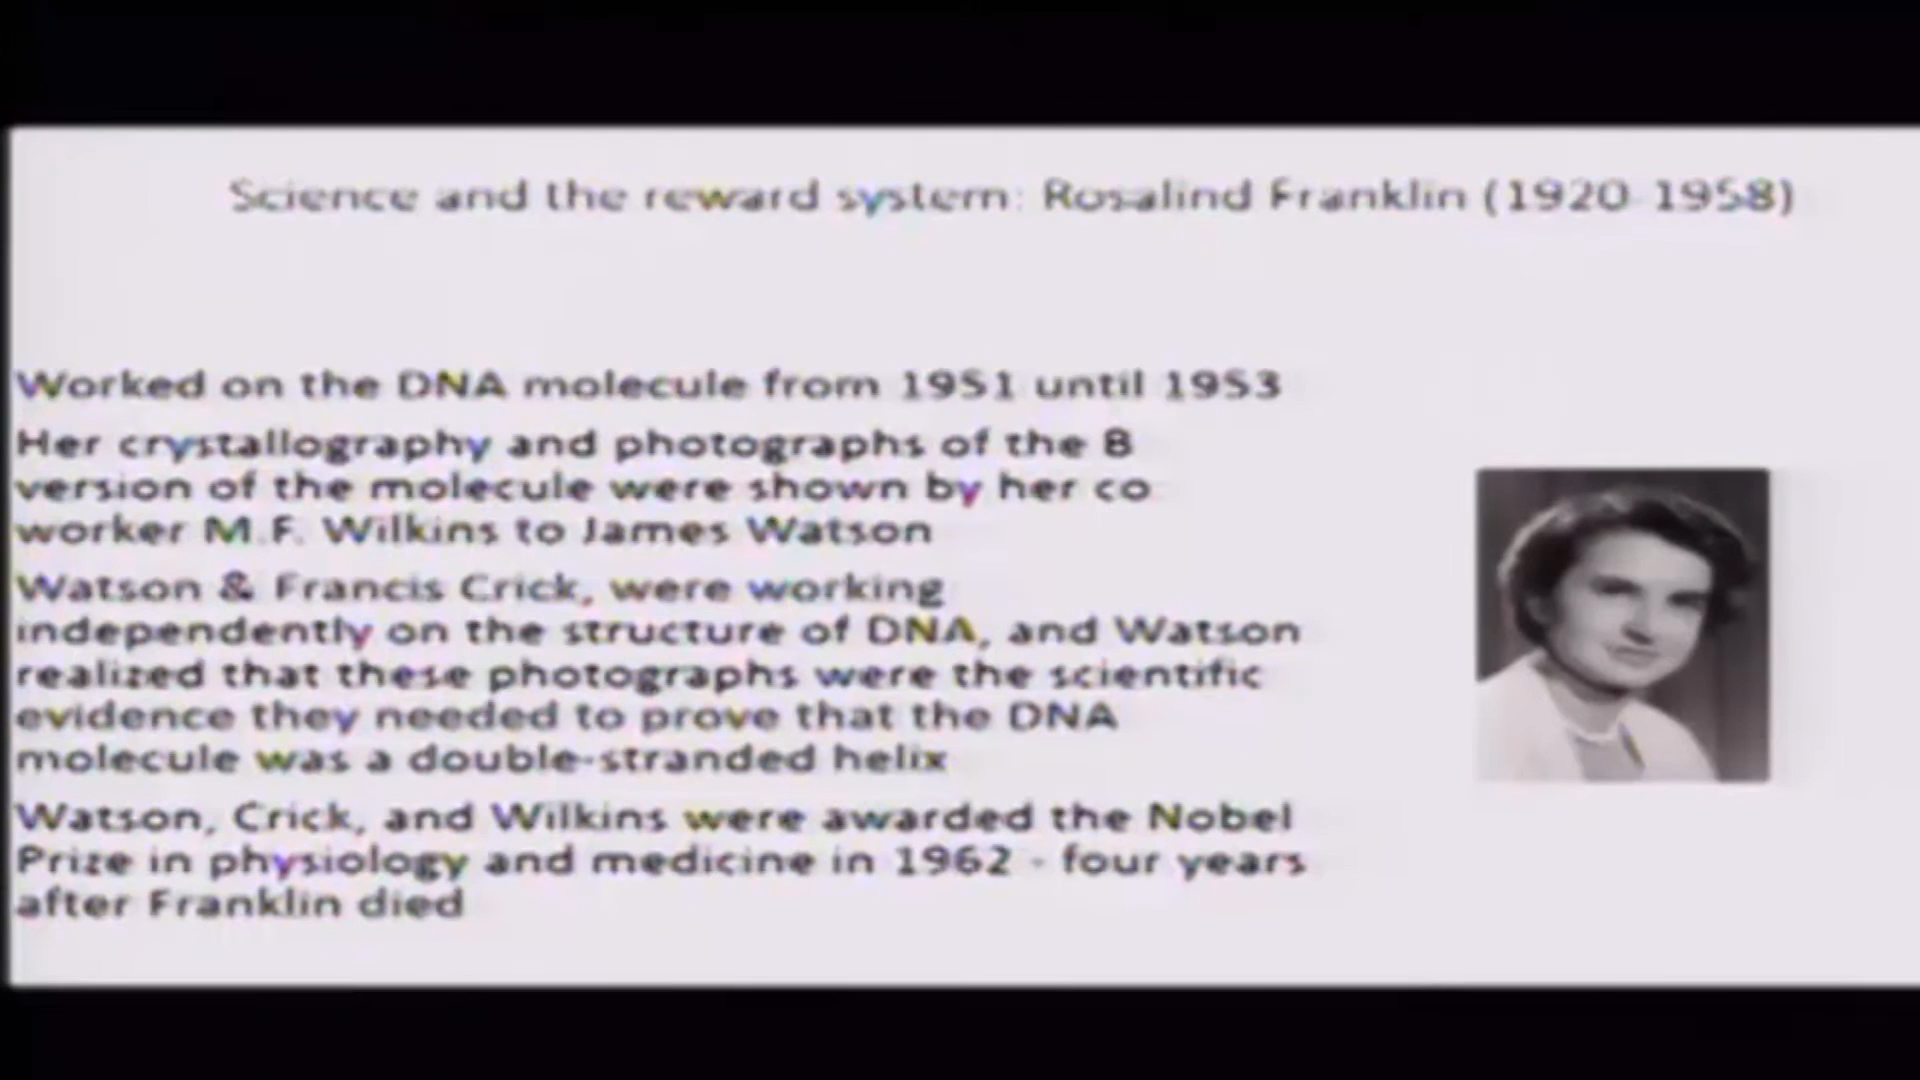 Science and the reward system: Rosalind Franklin (1920-1958)
Worked on the DNA molecule from 1951 until 1953
Her crystallography and photographs of the B
version of the molecule were shown by her co
worker M.F. Wilkins to James Watson
Watson & Francis Crick, were working
independently on the structure of DNA, and Watson
realized that these photographs were the scientific
evidence they needed to prove that the DNA
molecule was a double-stranded helix
Watson, Crick, and Wilkins were awarded the Nobel
Prize in physiology and medicine in 1962 - four years
after Franklin died